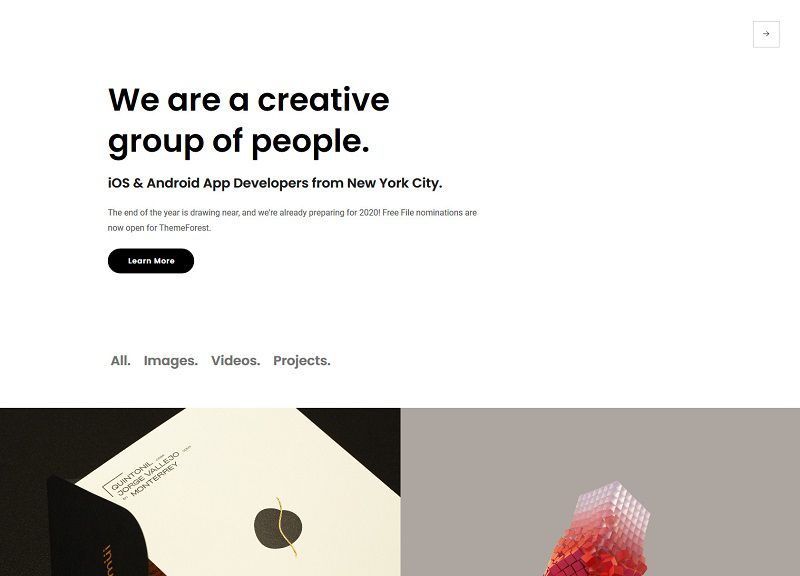 We are a creative
group of people.
iOS & Android App Developers from New York City.
The end of the year is drawing near, and we're already preparing for 2020! Free File nominations are
now open for ThemeForest.
Learn More
All. Images. Videos. Projects.
QUINTONIL
JORGE VALLEJO
BY MONTERREY